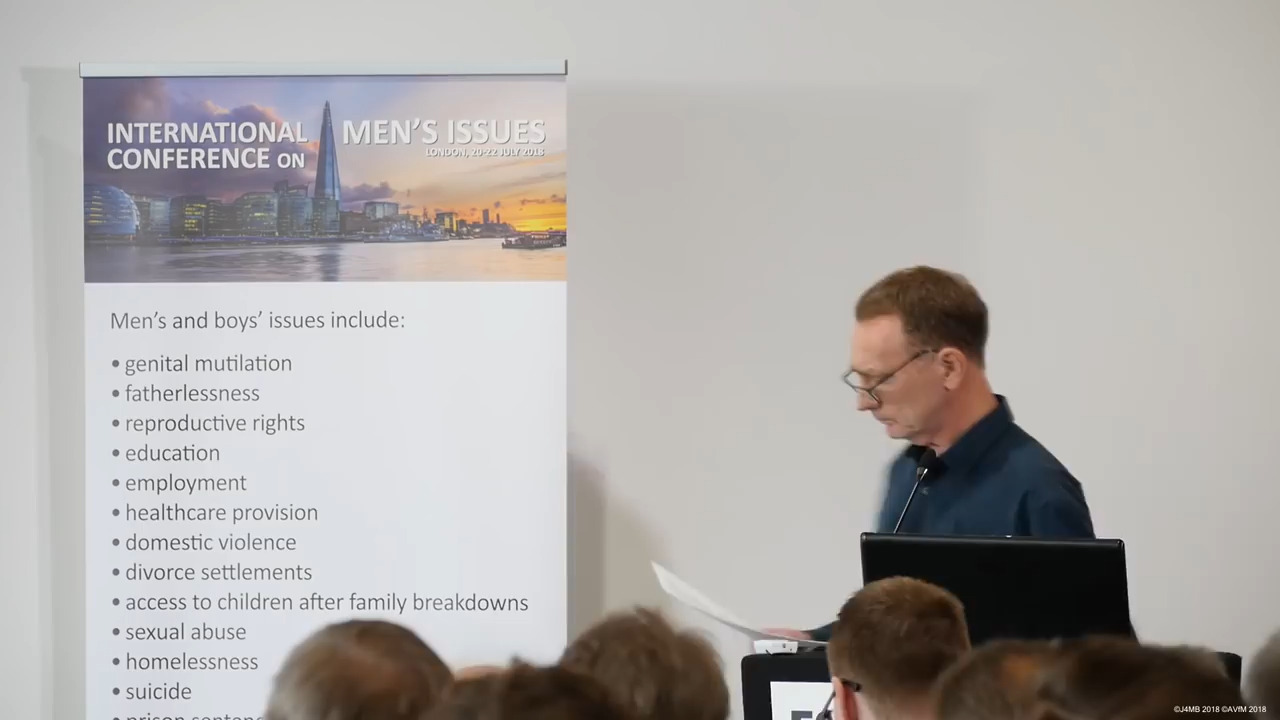 INTERNATIONAL
CONFERENCE ON
MEN'S ISSUES
LONDON, 20-22 JULY 2018
Men's and boys' issues include:
• genital mutilation
• fatherlessness
• reproductive rights
• education
• employment
• healthcare provision
• domestic violence
• divorce settlements
• access to children after family breakdowns
• sexual abuse
• homelessness
• suicide
• prison
©J4MB 2018 ©AVfM 2018